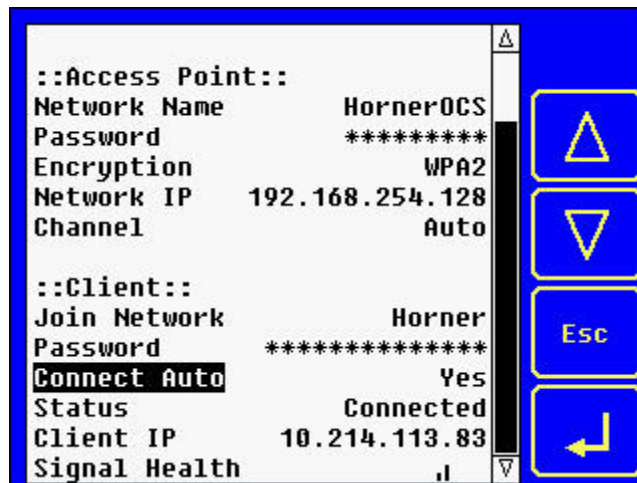 ::Access Point::
Network Name HornerOCS
Password *********
Encryption WPA2
Network IP 192.168.254.128
Channel Auto
::Client::
Join Network Horner
Password **************
Connect Auto Yes
Status Connected
Client IP 10.214.113.83
Signal Health
Esc